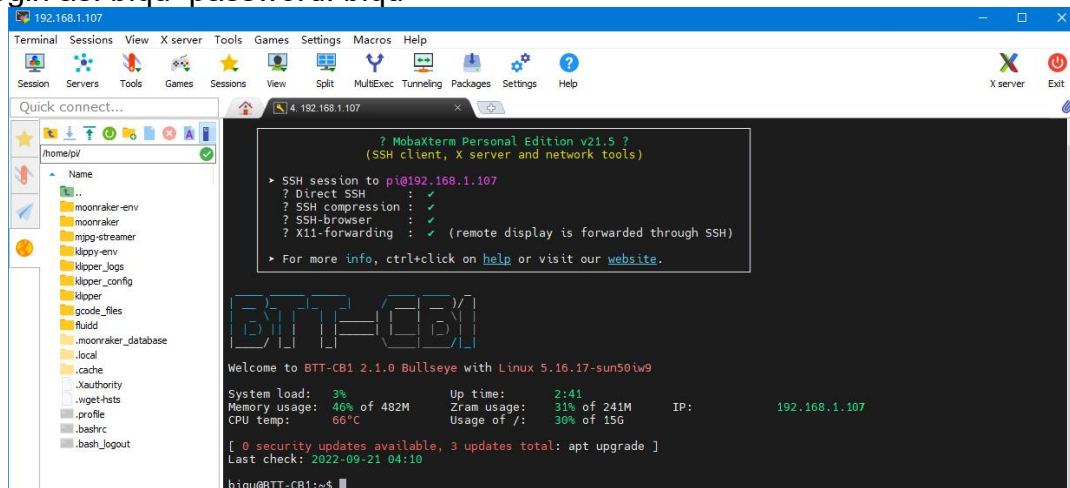 login as: biqu password: biqu
192.168.1.107
Terminal Sessions View X server Tools Games Settings Macros Help
Session Servers Tools Games Sessions View Split MultiExec Tunneling Packages Settings Help X server Exit
Quick connect...
4. 192.168.1.107
/home/pi/
Name
..
moonraker-env
moonraker
mjpg-streamer
klippy-env
klipper_logs
klipper_config
klipper
gcode_files
fluidd
.moonraker_database
.local
.cache
.Xauthority
.wget-hsts
.profile
.bashrc
.bash_logout
? MobaXterm Personal Edition v21.5 ?
(SSH client, X server and network tools)
➤ SSH session to pi@192.168.1.107
? Direct SSH : ✔
? SSH compression : ✔
? SSH-browser : ✔
? X11-forwarding : ✔ (remote display is forwarded through SSH)
➤ For more info, ctrl+click on help or visit our website.
BTT-CB1
Welcome to BTT-CB1 2.1.0 Bullseye with Linux 5.16.17-sun50iw9
System load: 3% Up time: 2:41
Memory usage: 46% of 482M Zram usage: 31% of 241M IP: 192.168.1.107
CPU temp: 66°C Usage of /: 30% of 15G
[ 0 security updates available, 3 updates total: apt upgrade ]
Last check: 2022-09-21 04:10
biqu@BTT-CB1:~$